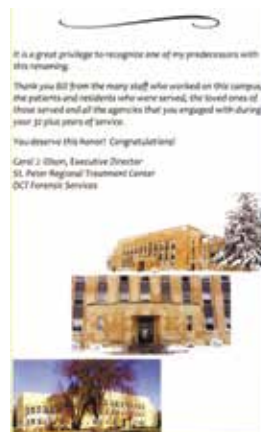 It is a great privilege to recognize one of my predecessors with
this renaming.
Thank you Bill from the many staff who worked on this campus,
the patients and residents who were served, the loved ones of
those served and all the agencies that you engaged with during
your 32 plus years of service.
You deserve this honor! Congratulations!
Carol J. Olson, Executive Director
St. Peter Regional Treatment Center
DCT Forensic Services